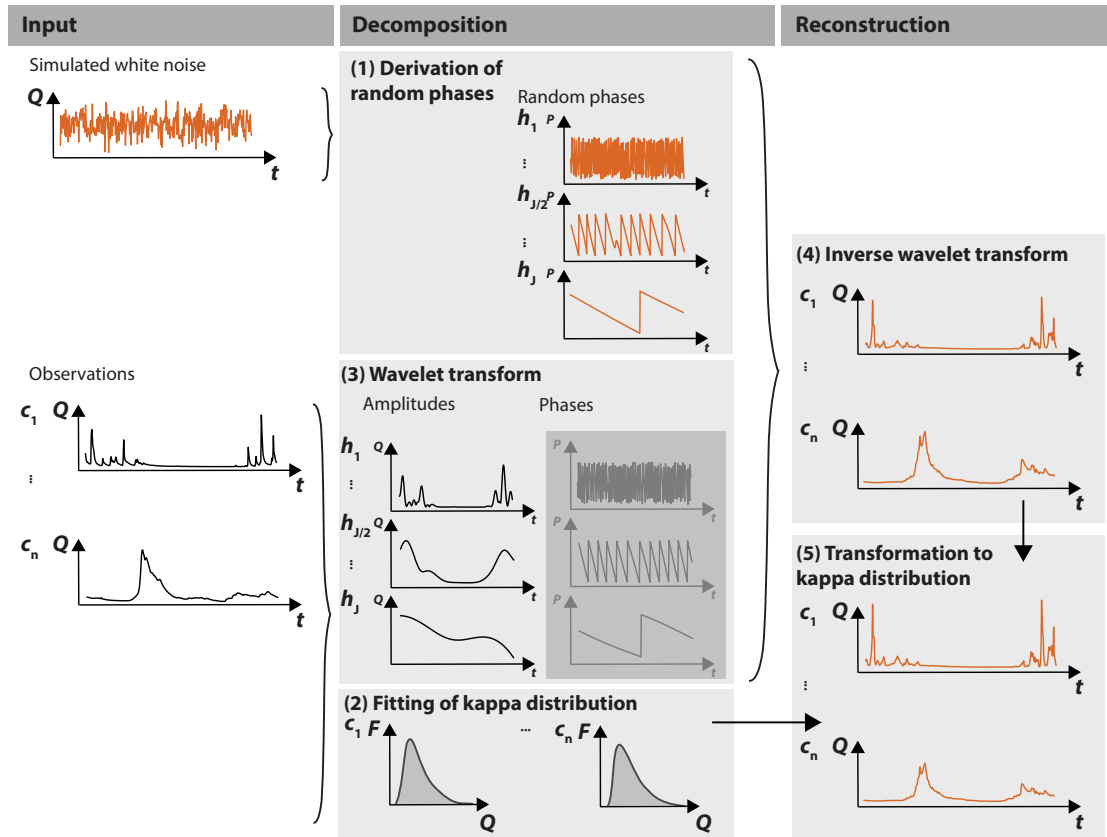 Input
Decomposition
Reconstruction
Simulated white noise
Q
t
(1) Derivation of
random phases
Random phases
h1 P
t
...
hJ/2 P
t
...
hJ P
t
Observations
c1 Q
t
...
cn Q
t
(3) Wavelet transform
Amplitudes
Phases
h1 Q
t
P
t
...
hJ/2 Q
t
P
t
...
hJ Q
t
P
t
(2) Fitting of kappa distribution
c1 F
Q
...
cn F
Q
(4) Inverse wavelet transform
c1 Q
t
...
cn Q
t
(5) Transformation to
kappa distribution
c1 Q
t
...
cn Q
t